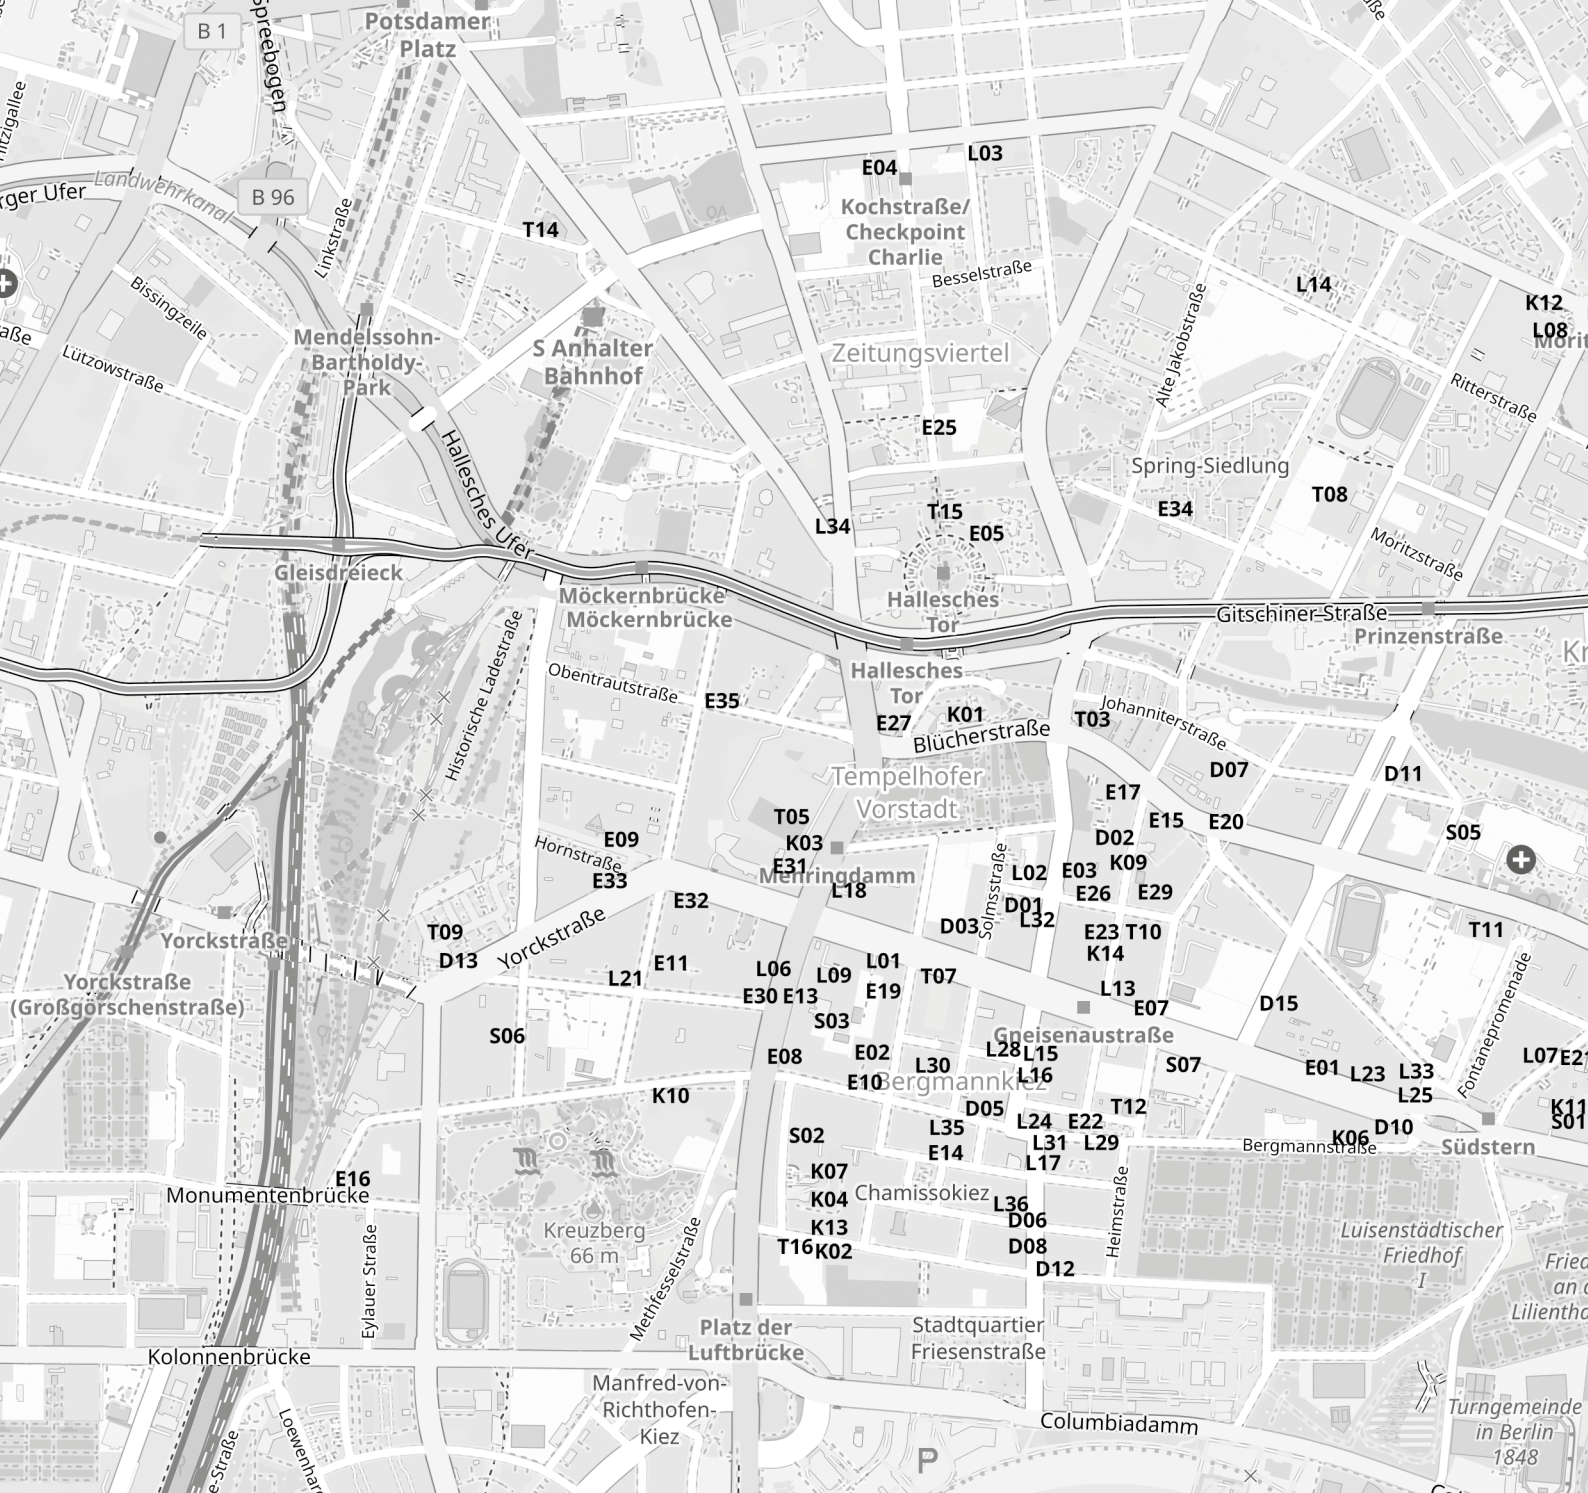 Potsdamer
Platz
B 1
Spreebogen
Landwehrkanal
rger Ufer
B 96
Linkstraße
E04
L03
T14
Kochstraße/
Checkpoint
Charlie
Besselstraße
Bissingzeile
aße
Lützowstraße
Mendelssohn-
Bartholdy-
Park
S Anhalter
Bahnhof
Zeitungsviertel
L14
K12
L08
Alte Jakobstraße
Ritterstraße
E25
Spring-Siedlung
T08
E34
Hallesches Ufer
L34
T15
E05
Moritzstraße
Gleisdreieck
Möckernbrücke
Möckernbrücke
Hallesches
Tor
Gitschiner Straße
Prinzenstraße
Kr
Historische Ladestraße
Obentrautstraße
E35
Hallesches
Tor
E27
K01
Blücherstraße
T03
Johanniterstraße
D07
D11
Tempelhofer
Vorstadt
E17
E15
E20
S05
T05
K03
E31
Mehringdamm
L18
E09
Hornstraße
E33
E32
Solmsstraße
D02
K09
L02
E03
E26
E29
D01
L32
D03
E23
T10
K14
T11
T09
D13
Yorckstraße
Yorckstraße
Yorckstraße
(Großgörschenstraße)
L21
E11
L06
L09
L01
T07
E30
E13
E19
S03
L13
E07
D15
Gneisenaustraße
Fontanepromenade
S06
E08
E02
L30
L28
L15
L16
S07
E01
L23
L33
L25
L07
E21
E10
Bergmannkiez
K10
D05
T12
K11
S01
S02
L35
L24
E22
E14
L31
L29
L17
K06
D10
Bergmannstraße
Südstern
K07
K04
K13
T16
K02
Chamissokiez
L36
D06
D08
D12
Heimstraße
E16
Monumentenbrücke
Kreuzberg
66 m
Eylauer Straße
Methfesselstraße
Luisenstädtischer
Friedhof
I
Fried
an d
Lilientha
Kolonnenbrücke
Platz der
Luftbrücke
Stadtquartier
Friesenstraße
Manfred-von-
Richthofen-
Kiez
Columbiadamm
P
Loewenhar
e-Straße
Turngemeinde
in Berlin
1848